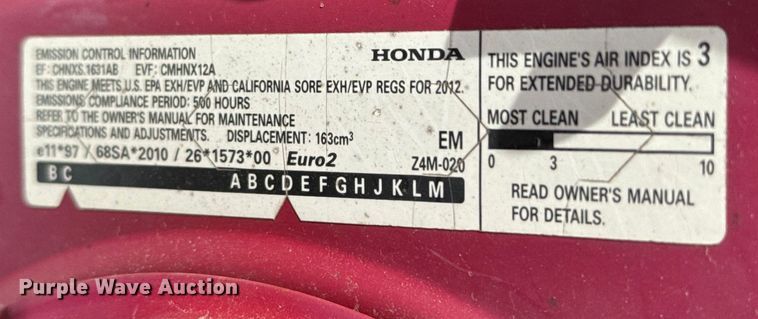 EMISSION CONTROL INFORMATION HONDA
EF: CHNXS.1631AB EVF: CMHNX12A
THIS ENGINE MEETS U.S. EPA EXH/EVP AND CALIFORNIA SORE EXH/EVP REGS FOR 2012.
EMISSIONS COMPLIANCE PERIOD: 500 HOURS
REFER TO THE OWNER'S MANUAL FOR MAINTENANCE
SPECIFICATIONS AND ADJUSTMENTS. DISPLACEMENT: 163cm³ EM
e11*97 / 68SA*2010 / 26*1573*00 Euro2 Z4M-020
B C A B C D E F G H J K L M
THIS ENGINE'S AIR INDEX IS 3
FOR EXTENDED DURABILITY.
MOST CLEAN LEAST CLEAN
0 3 10
READ OWNER'S MANUAL
FOR DETAILS.
Purple Wave Auction